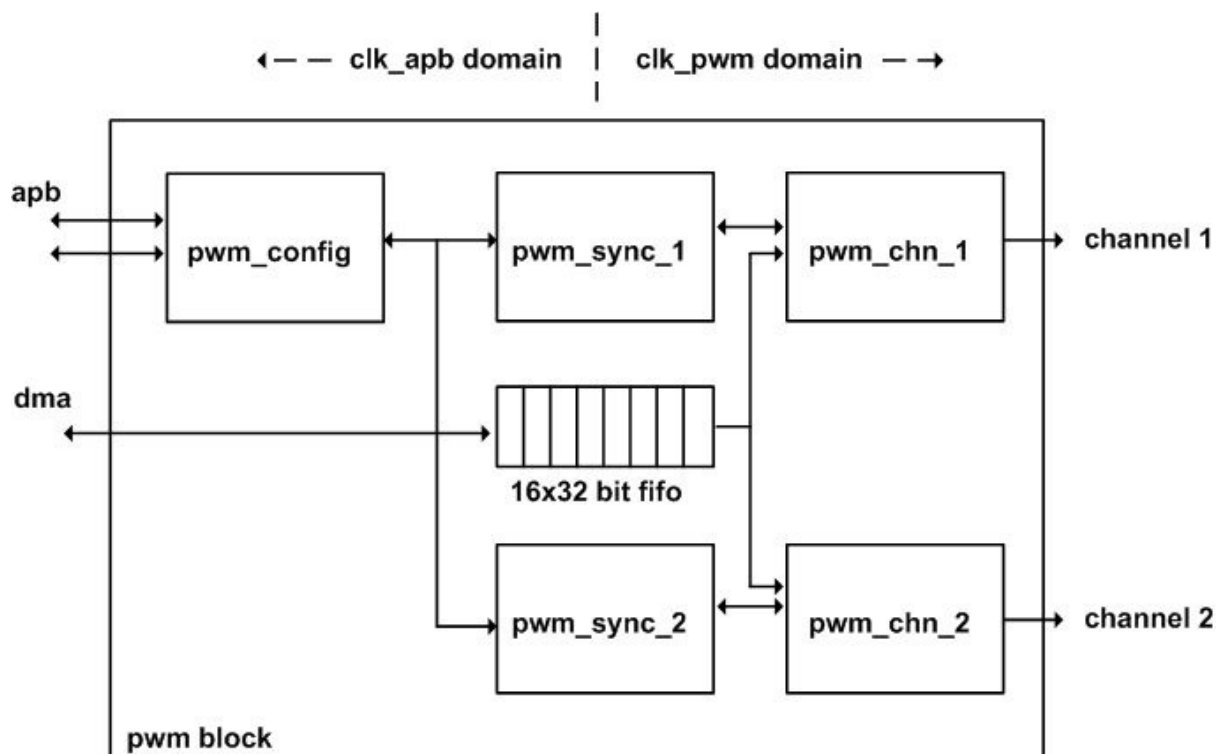 clk_apb domain
clk_pwm domain
apb
pwm_config
pwm_sync_1
pwm_chn_1
channel 1
dma
16x32 bit fifo
pwm_sync_2
pwm_chn_2
channel 2
pwm block